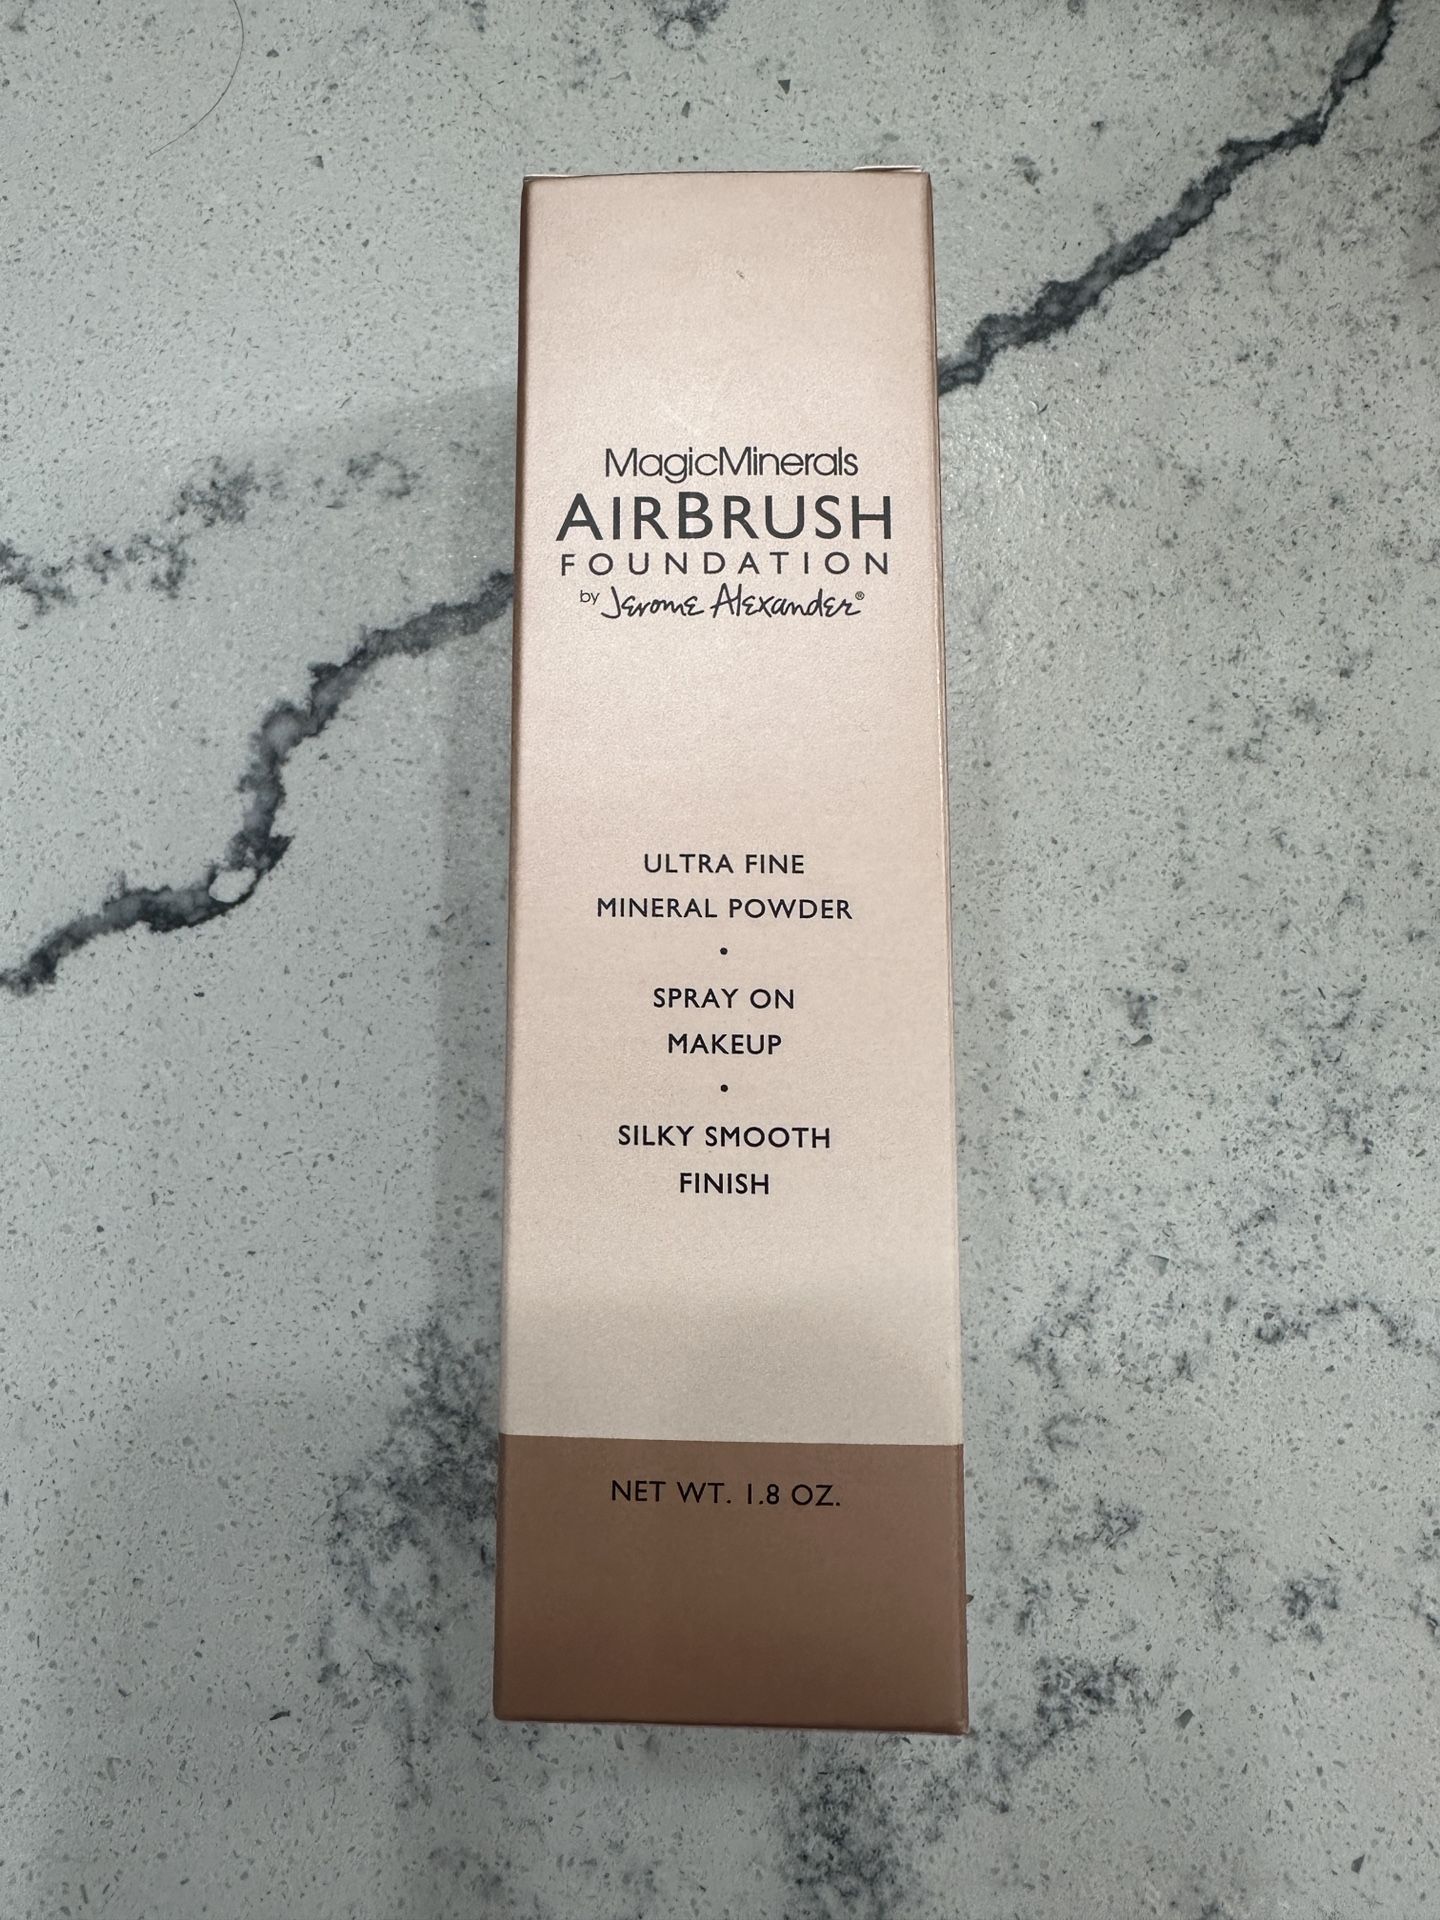 MagicMinerals
AIRBRUSH
FOUNDATION
by Jerome Alexander®
ULTRA FINE
MINERAL POWDER
•
SPRAY ON
MAKEUP
•
SILKY SMOOTH
FINISH
NET WT. 1.8 OZ.